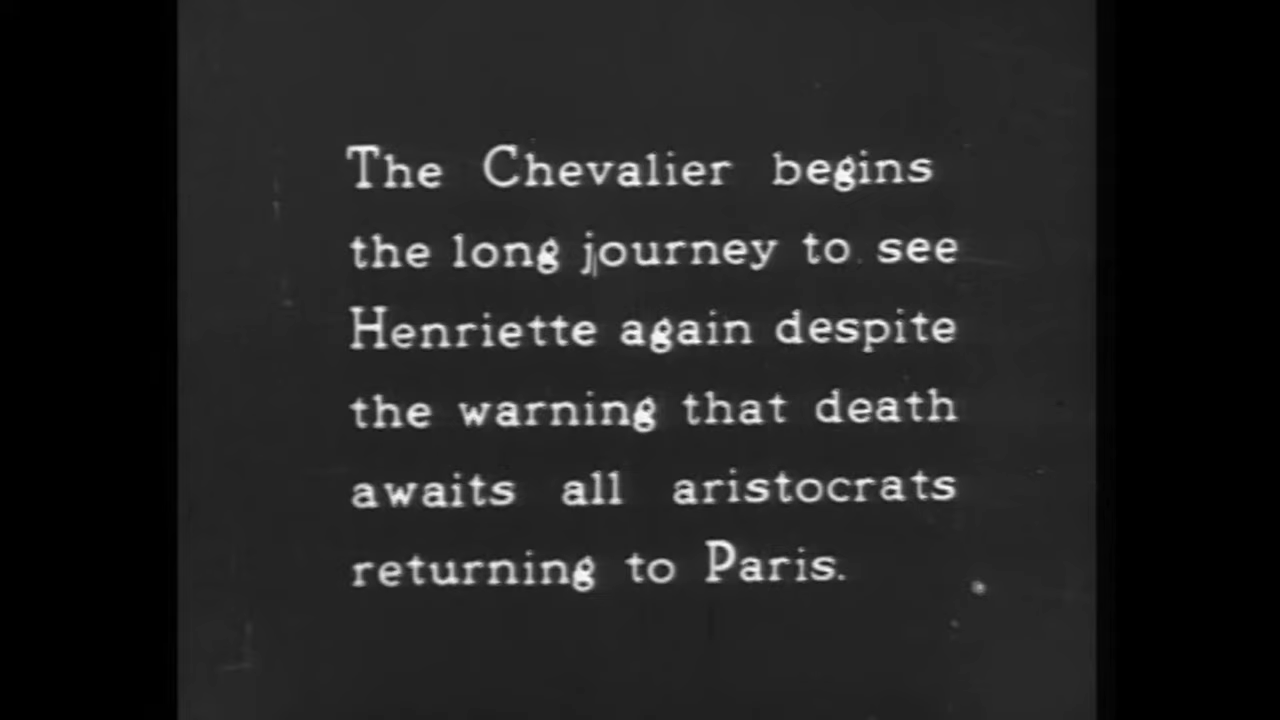 The Chevalier begins
the long journey to see
Henriette again despite
the warning that death
awaits all aristocrats
returning to Paris.